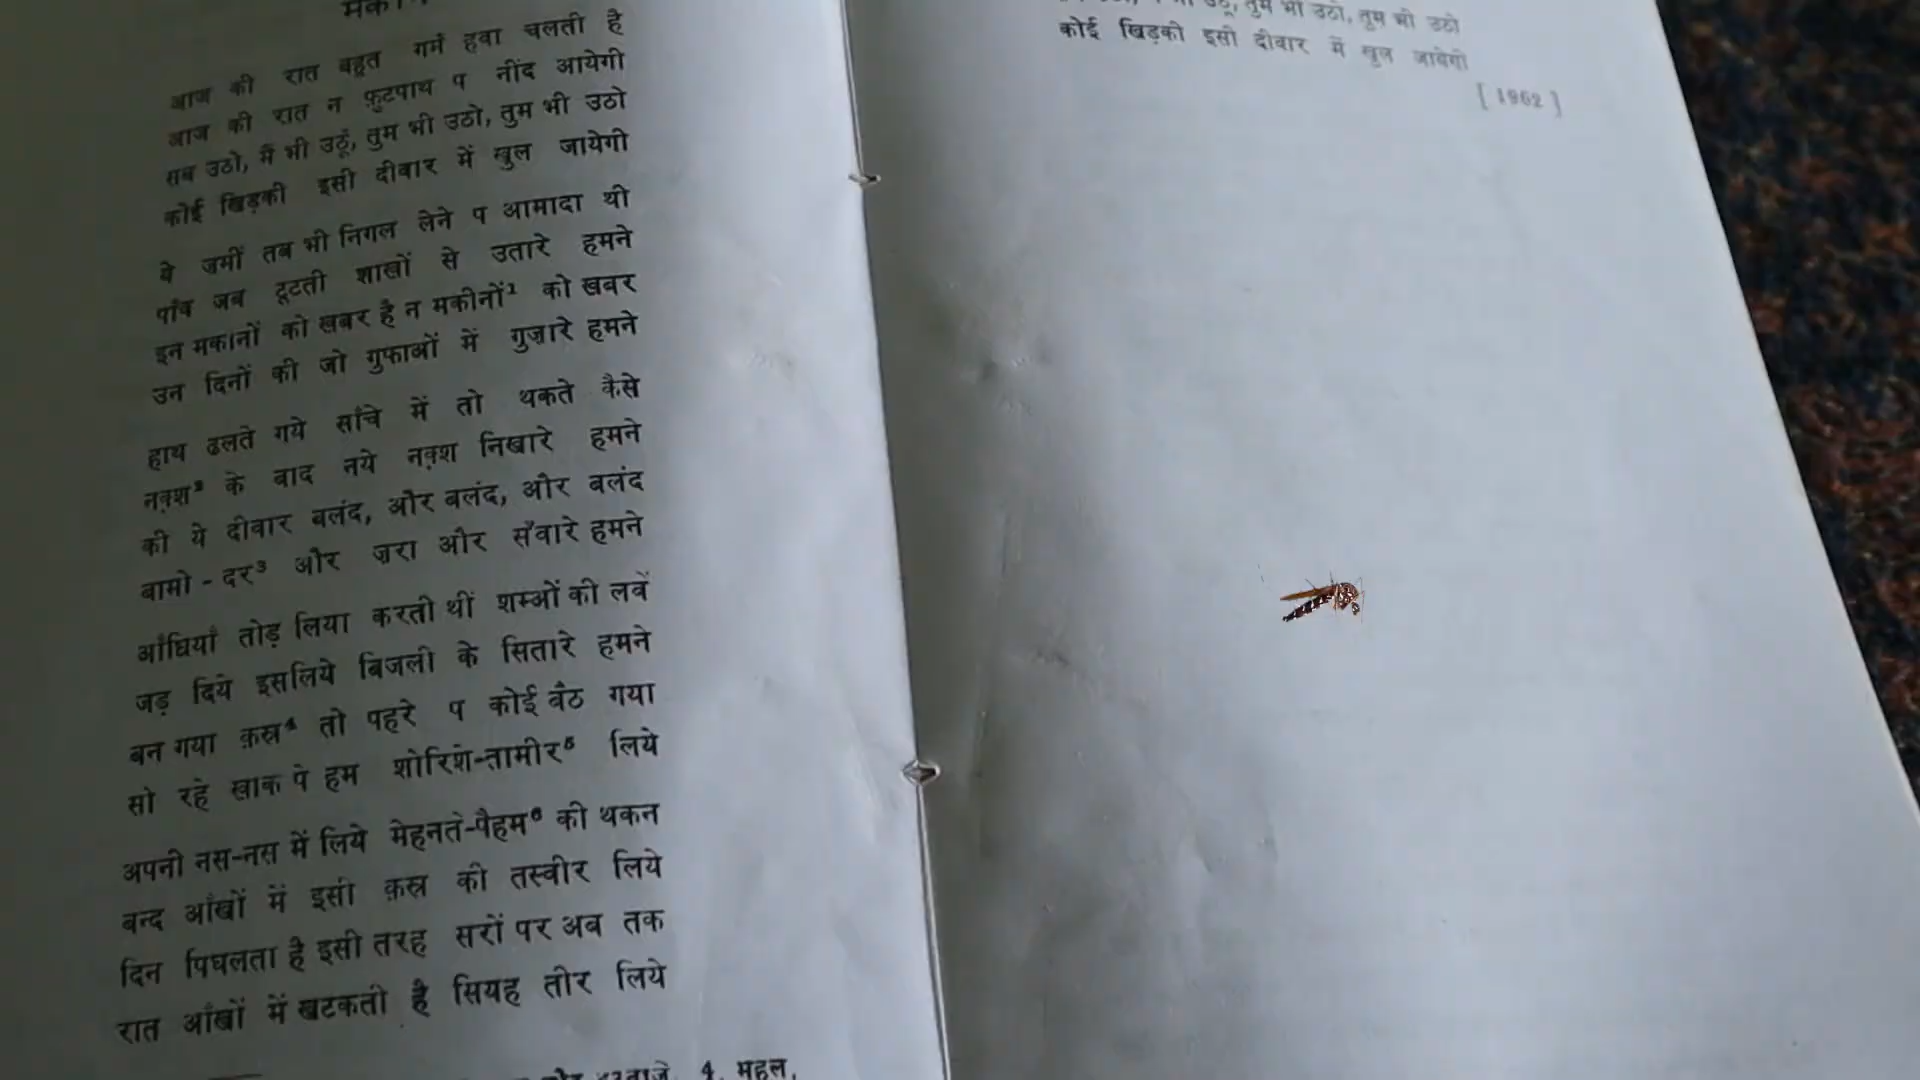 मकान
आज की रात बहुत गर्म हवा चलती है
आज की रात न फ़ुटपाथ प नींद आयेगी
सब उठो, मैं भी उठूं, तुम भी उठो, तुम भी उठो
कोई खिड़की इसी दीवार में खुल जायेगी
ये ज़मीं तब भी निगल लेने प आमादा थी
पाँव जब टूटती शाख़ों से उतारे हमने
इन मकानों को ख़बर है न मकीनों¹ को ख़बर
उन दिनों की जो गुफाओं में गुज़ारे हमने
हाथ ढलते गये साँचे में तो थकते कैसे
नक़्श² के बाद नये नक़्श निखारे हमने
की ये दीवार बलंद, और बलंद, और बलंद
बामो - दर³ और ज़रा और सँवारे हमने
आँधियाँ तोड़ लिया करती थीं शम्ओं की लवें
जड़ दिये इसलिये बिजली के सितारे हमने
बन गया क़स्र⁴ तो पहरे प कोई बैठ गया
सो रहे ख़ाक पे हम शोरिशे-तामीर⁵ लिये
अपनी नस-नस में लिये मेहनते-पैहम⁶ की थकन
बन्द आँखों में इसी क़स्र की तस्वीर लिये
दिन पिघलता है इसी तरह सरों पर अब तक
रात आँखों में खटकती है सियह तीर लिये
4. महल,
तुम भी उठो, तुम भी उठो
कोई खिड़की इसी दीवार में खुल जायेगी
[ 1962 ]